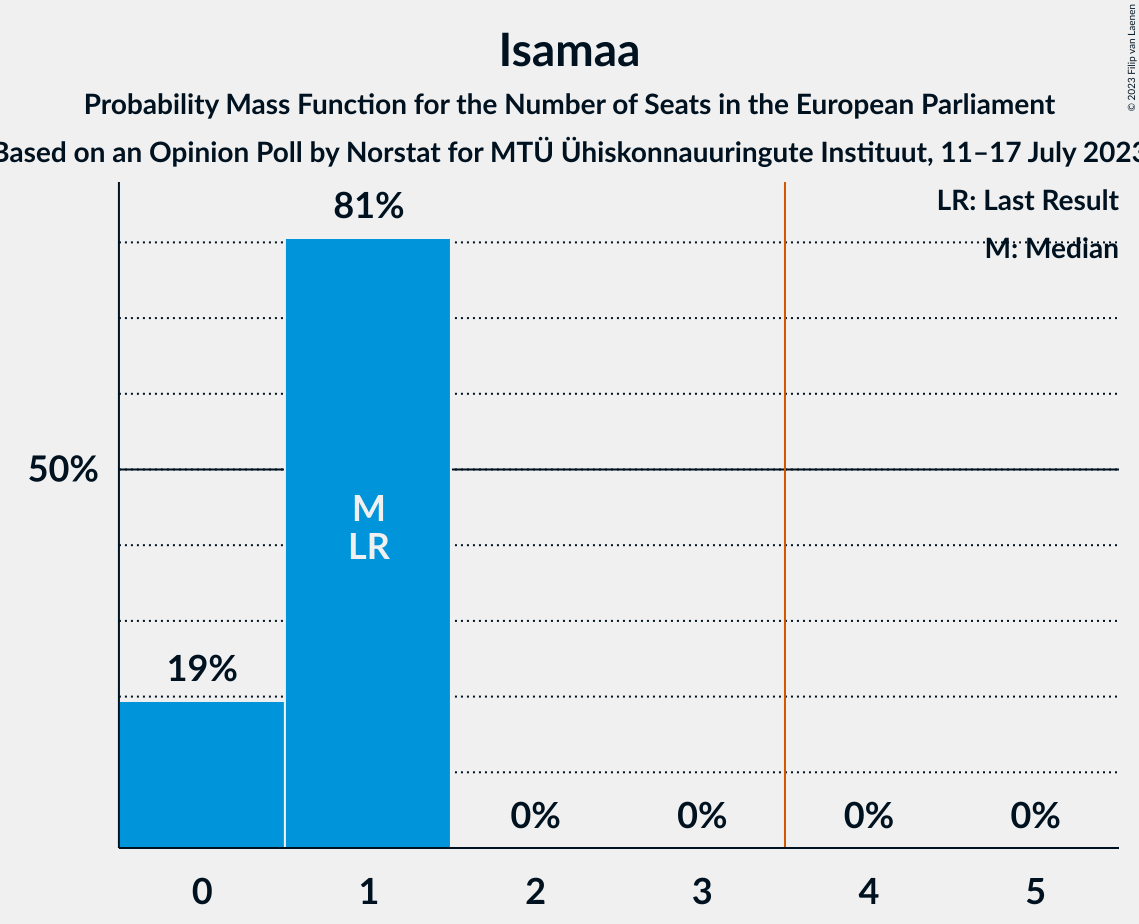 Isamaa
Probability Mass Function for the Number of Seats in the European Parliament
Based on an Opinion Poll by Norstat for MTÜ Ühiskonnauuringute Instituut, 11–17 July 2023
© 2023 Filip van Laenen
LR: Last Result
M: Median
81%
50%
M
LR
19%
0%
0%
0%
0%
0
1
2
3
4
5